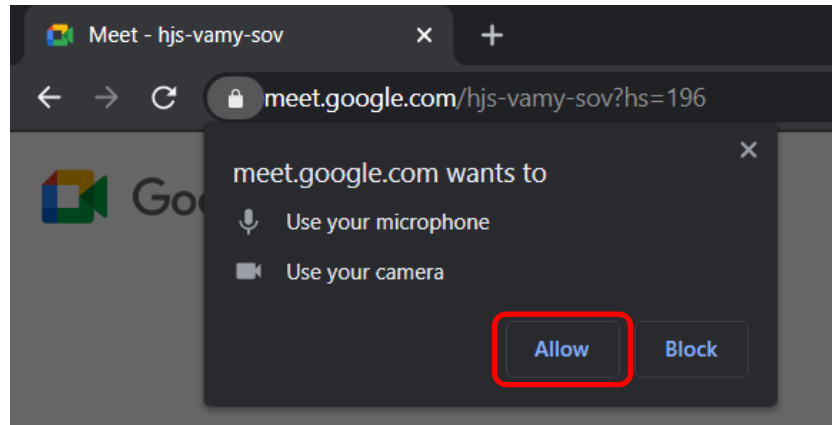 Meet - hjs-vamy-sov
meet.google.com/hjs-vamy-sov?hs=196
Goo
meet.google.com wants to
Use your microphone
Use your camera
Allow
Block